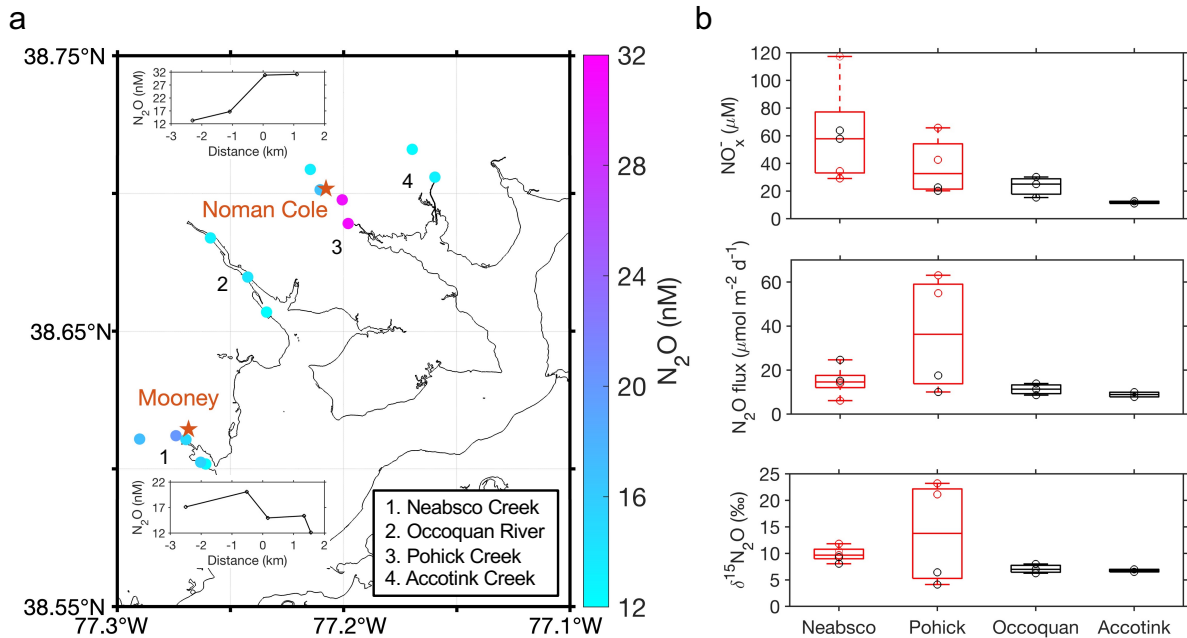 a
38.75°N
38.65°N
38.55°N
77.3°W
77.2°W
77.1°W
N2O (nM)
32
27
22
17
12
-3
-2
-1
0
1
2
Distance (km)
Noman Cole
4
3
2
Mooney
1
N2O (nM)
22
17
12
-3
-2
-1
0
1
2
Distance (km)
1. Neabsco Creek
2. Occoquan River
3. Pohick Creek
4. Accotink Creek
32
28
24
20
16
12
N2O (nM)
b
120
100
80
60
40
20
0
NOx- (μM)
60
40
20
0
N2O flux (μmol m-2 d-1)
25
20
15
10
5
0
δ15N2O (‰)
Neabsco
Pohick
Occoquan
Accotink